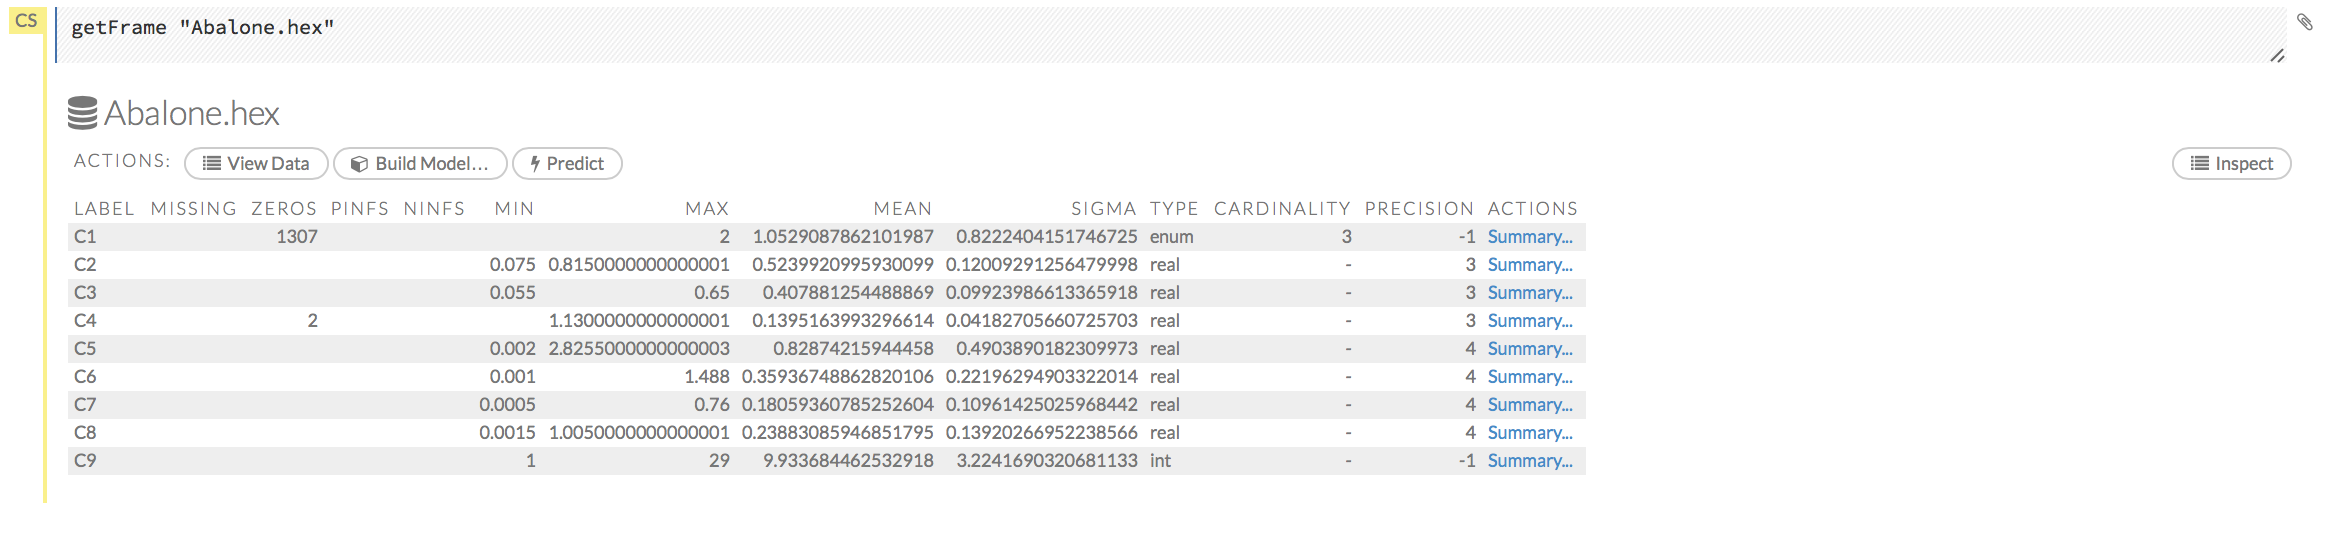 CS
getFrame "Abalone.hex"
Abalone.hex
ACTIONS: View Data Build Model... Predict Inspect
LABEL MISSING ZEROS PINFS NINFS MIN MAX MEAN SIGMA TYPE CARDINALITY PRECISION ACTIONS
C1 1307 2 1.0529087862101987 0.8222404151746725 enum 3 -1 Summary...
C2 0.075 0.8150000000000001 0.5239920995930099 0.12009291256479998 real - 3 Summary...
C3 0.055 0.65 0.407881254488869 0.09923986613365918 real - 3 Summary...
C4 2 1.1300000000000001 0.1395163993296614 0.04182705660725703 real - 3 Summary...
C5 0.002 2.8255000000000003 0.82874215944458 0.4903890182309973 real - 4 Summary...
C6 0.001 1.488 0.35936748862820106 0.22196294903322014 real - 4 Summary...
C7 0.0005 0.76 0.18059360785252604 0.10961425025968442 real - 4 Summary...
C8 0.0015 1.0050000000000001 0.23883085946851795 0.13920266952238566 real - 4 Summary...
C9 1 29 9.933684462532918 3.2241690320681133 int - -1 Summary...